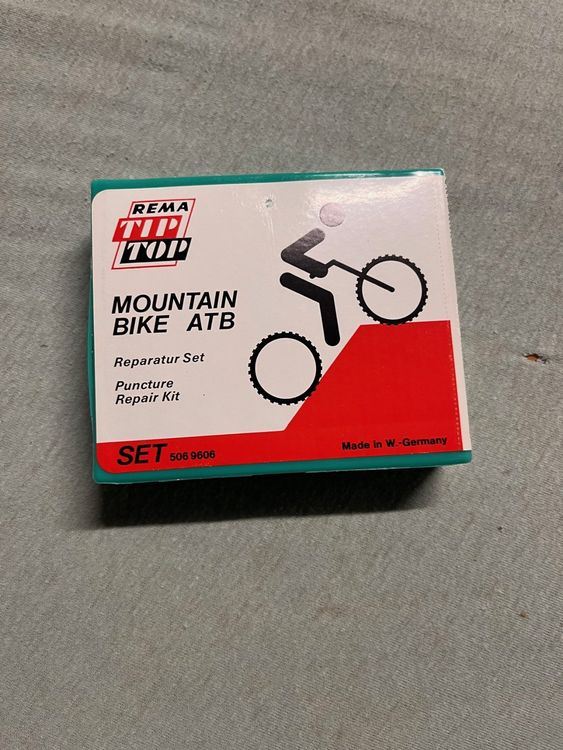 REMA
TIP
TOP
MOUNTAIN
BIKE ATB
Reparatur Set
Puncture
Repair Kit
SET 506 9606
Made in W.-Germany